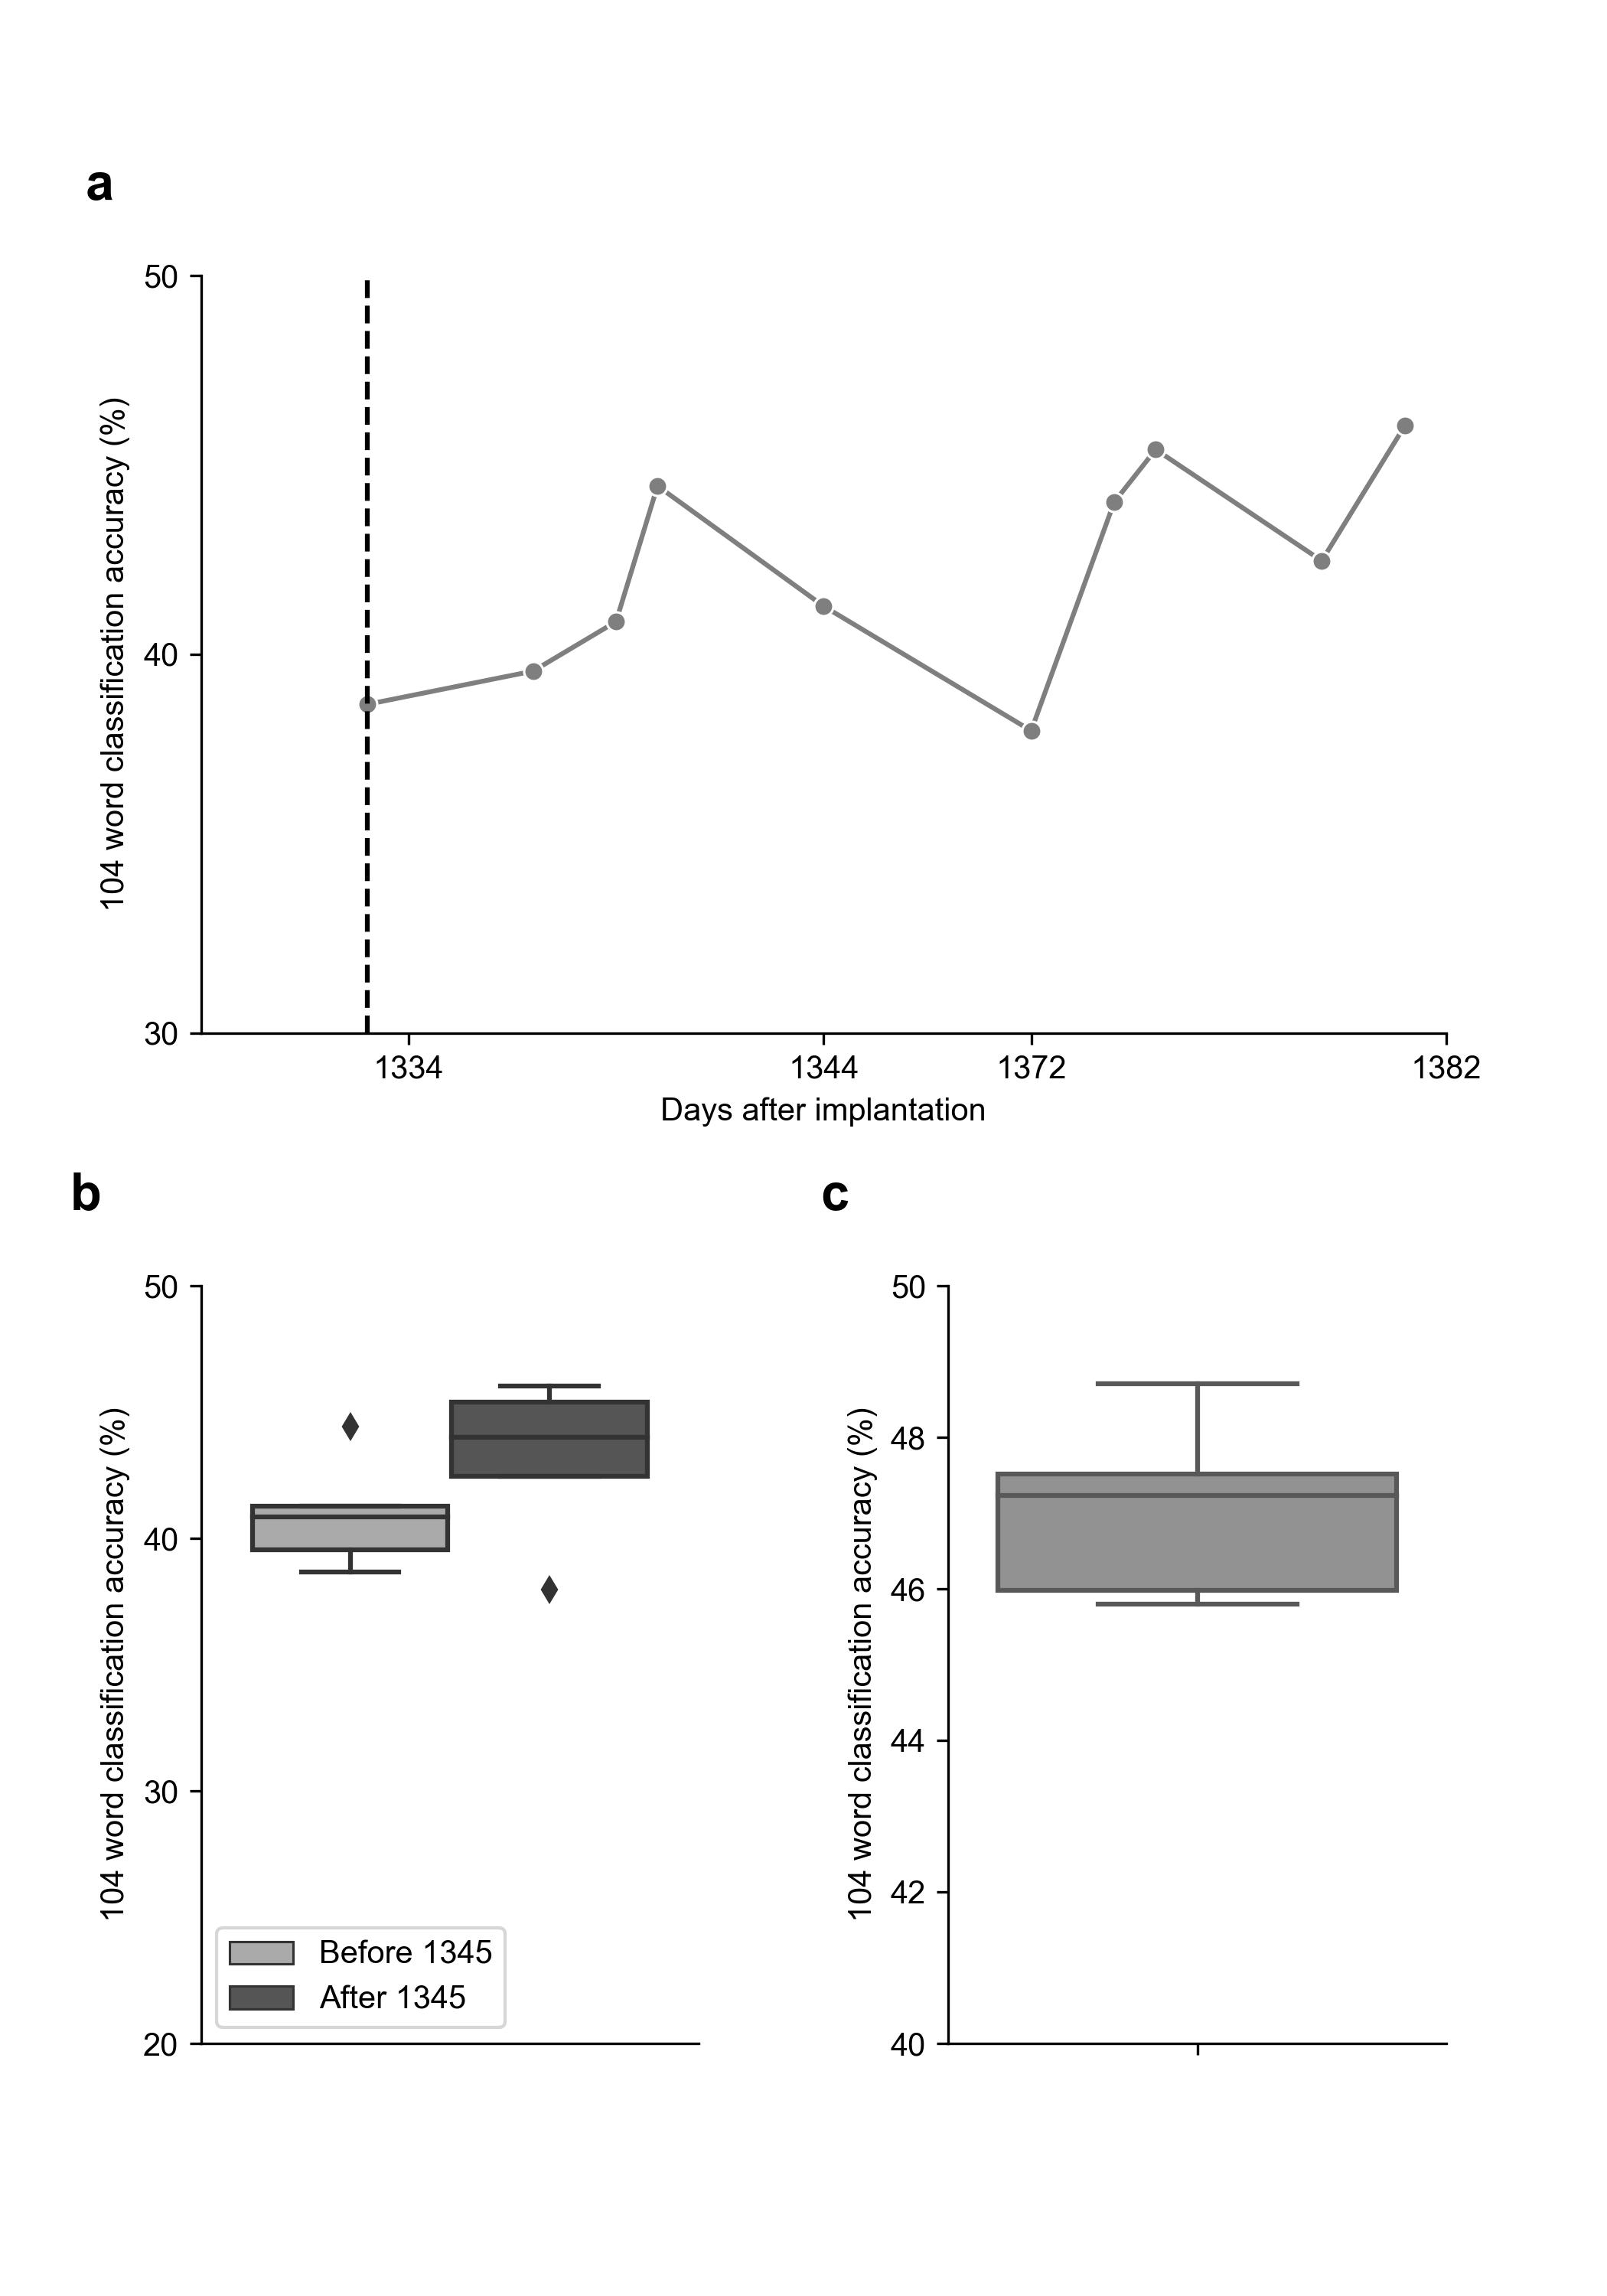 a
50
40
30
104 word classification accuracy (%)
1334
1344
1372
1382
Days after implantation
b
50
40
30
20
104 word classification accuracy (%)
Before 1345
After 1345
c
50
48
46
44
42
40
104 word classification accuracy (%)